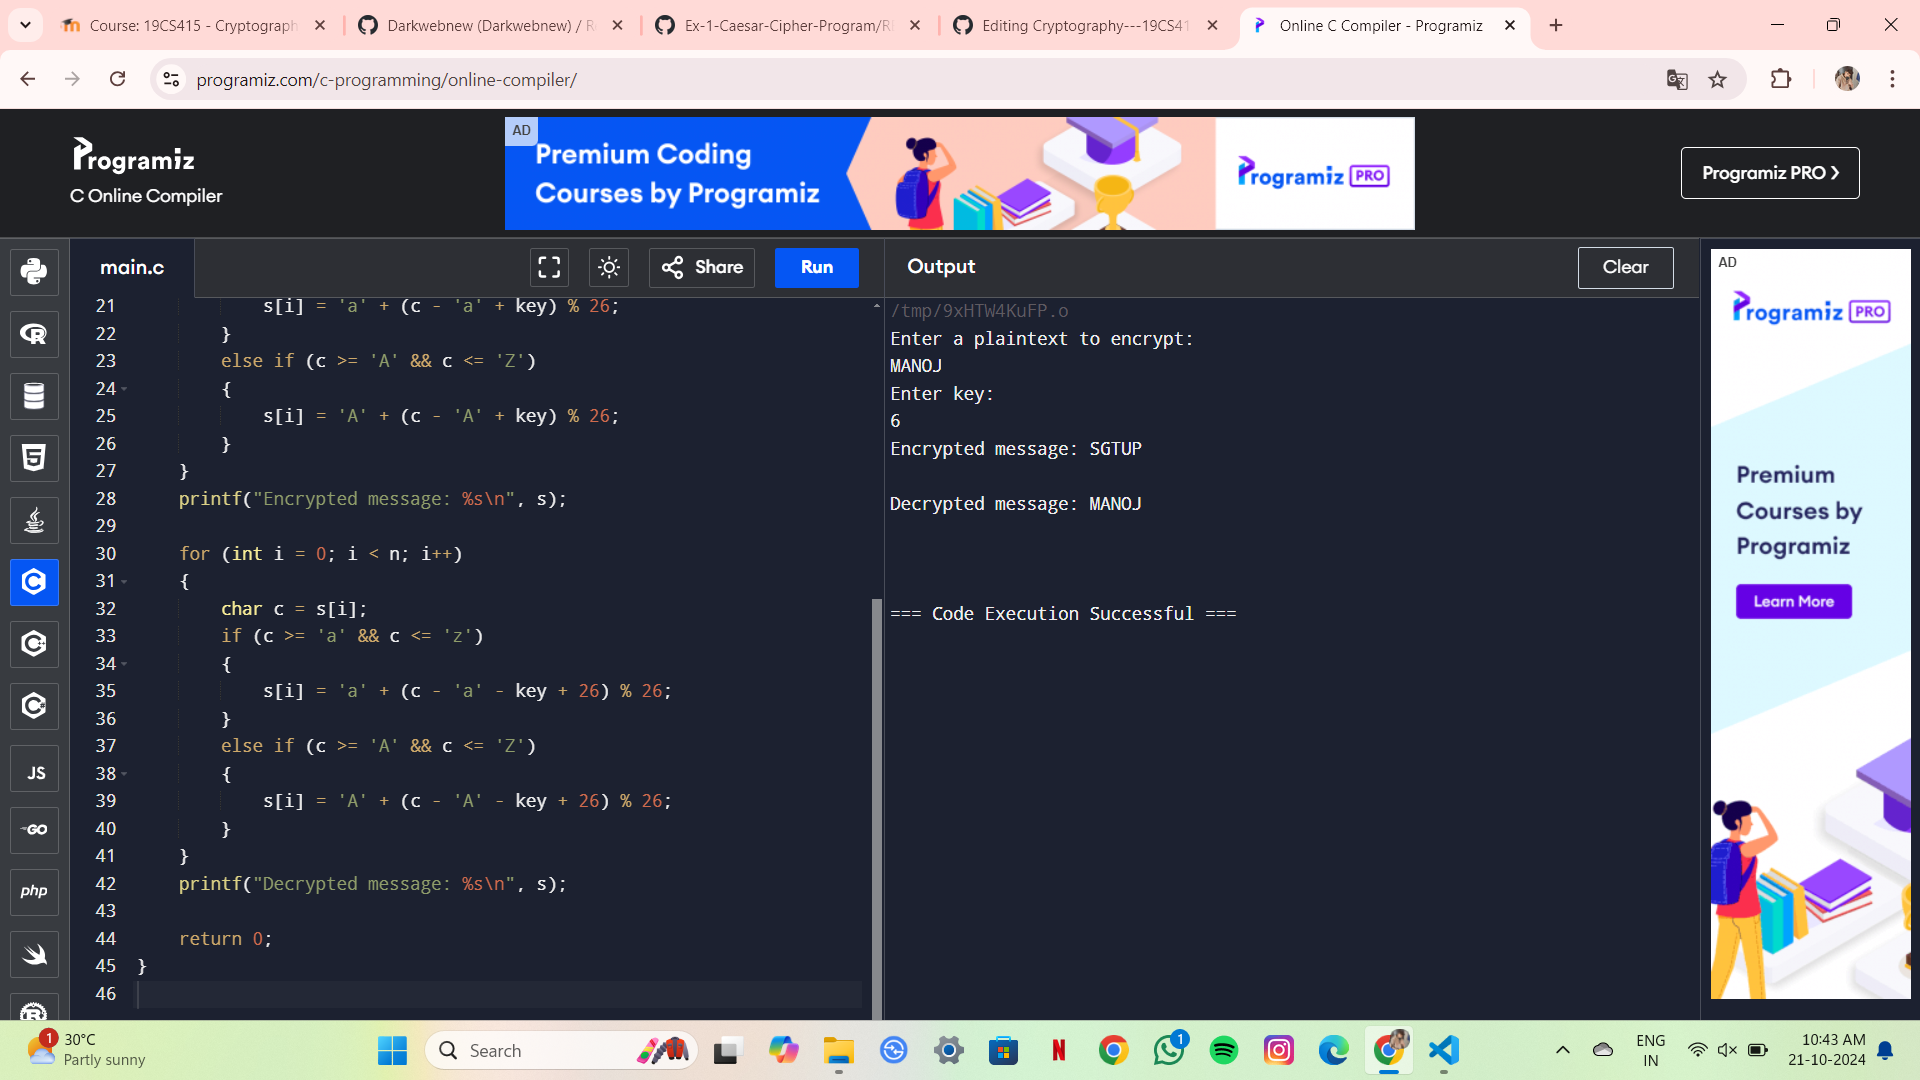 Course: 19CS415 - Cryptograph
Darkwebnew (Darkwebnew) / R
Ex-1-Caesar-Cipher-Program/R
Editing Cryptography---19CS41
Online C Compiler - Programiz
programiz.com/c-programming/online-compiler/
Programiz
C Online Compiler
AD
Premium Coding
Courses by Programiz
Programiz PRO
Programiz PRO ❯
main.c
Share
Run
Output
Clear
21 s[i] = 'a' + (c - 'a' + key) % 26;
22 }
23 else if (c >= 'A' && c <= 'Z')
24 {
25 s[i] = 'A' + (c - 'A' + key) % 26;
26 }
27 }
28 printf("Encrypted message: %s\n", s);
29
30 for (int i = 0; i < n; i++)
31 {
32 char c = s[i];
33 if (c >= 'a' && c <= 'z')
34 {
35 s[i] = 'a' + (c - 'a' - key + 26) % 26;
36 }
37 else if (c >= 'A' && c <= 'Z')
38 {
39 s[i] = 'A' + (c - 'A' - key + 26) % 26;
40 }
41 }
42 printf("Decrypted message: %s\n", s);
43
44 return 0;
45 }
46
/tmp/9xHTW4KuFP.o
Enter a plaintext to encrypt:
MANOJ
Enter key:
6
Encrypted message: SGTUP
Decrypted message: MANOJ
=== Code Execution Successful ===
AD
Programiz PRO
Premium
Courses by
Programiz
Learn More
JS
GO
php
1
30°C
Partly sunny
Search
1
ENG
IN
10:43 AM
21-10-2024